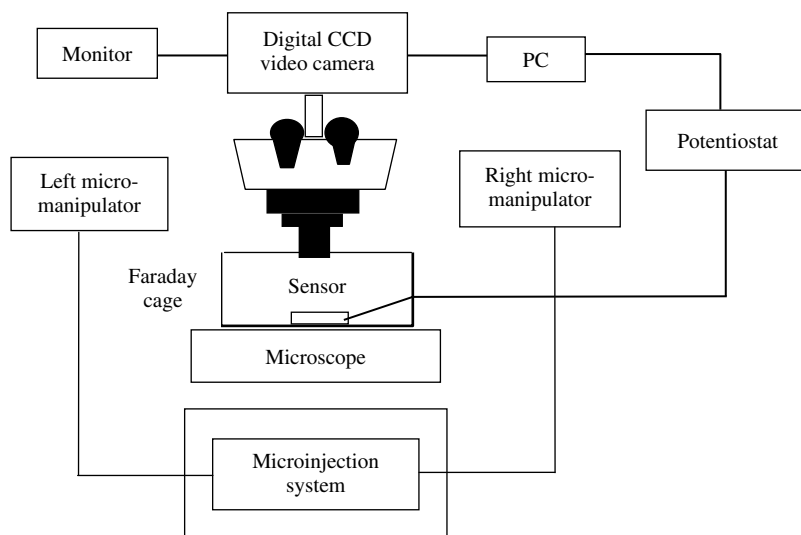 Monitor
Digital CCD
video camera
PC
Potentiostat
Left micro-
manipulator
Right micro-
manipulator
Faraday
cage
Sensor
Microscope
Microinjection
system